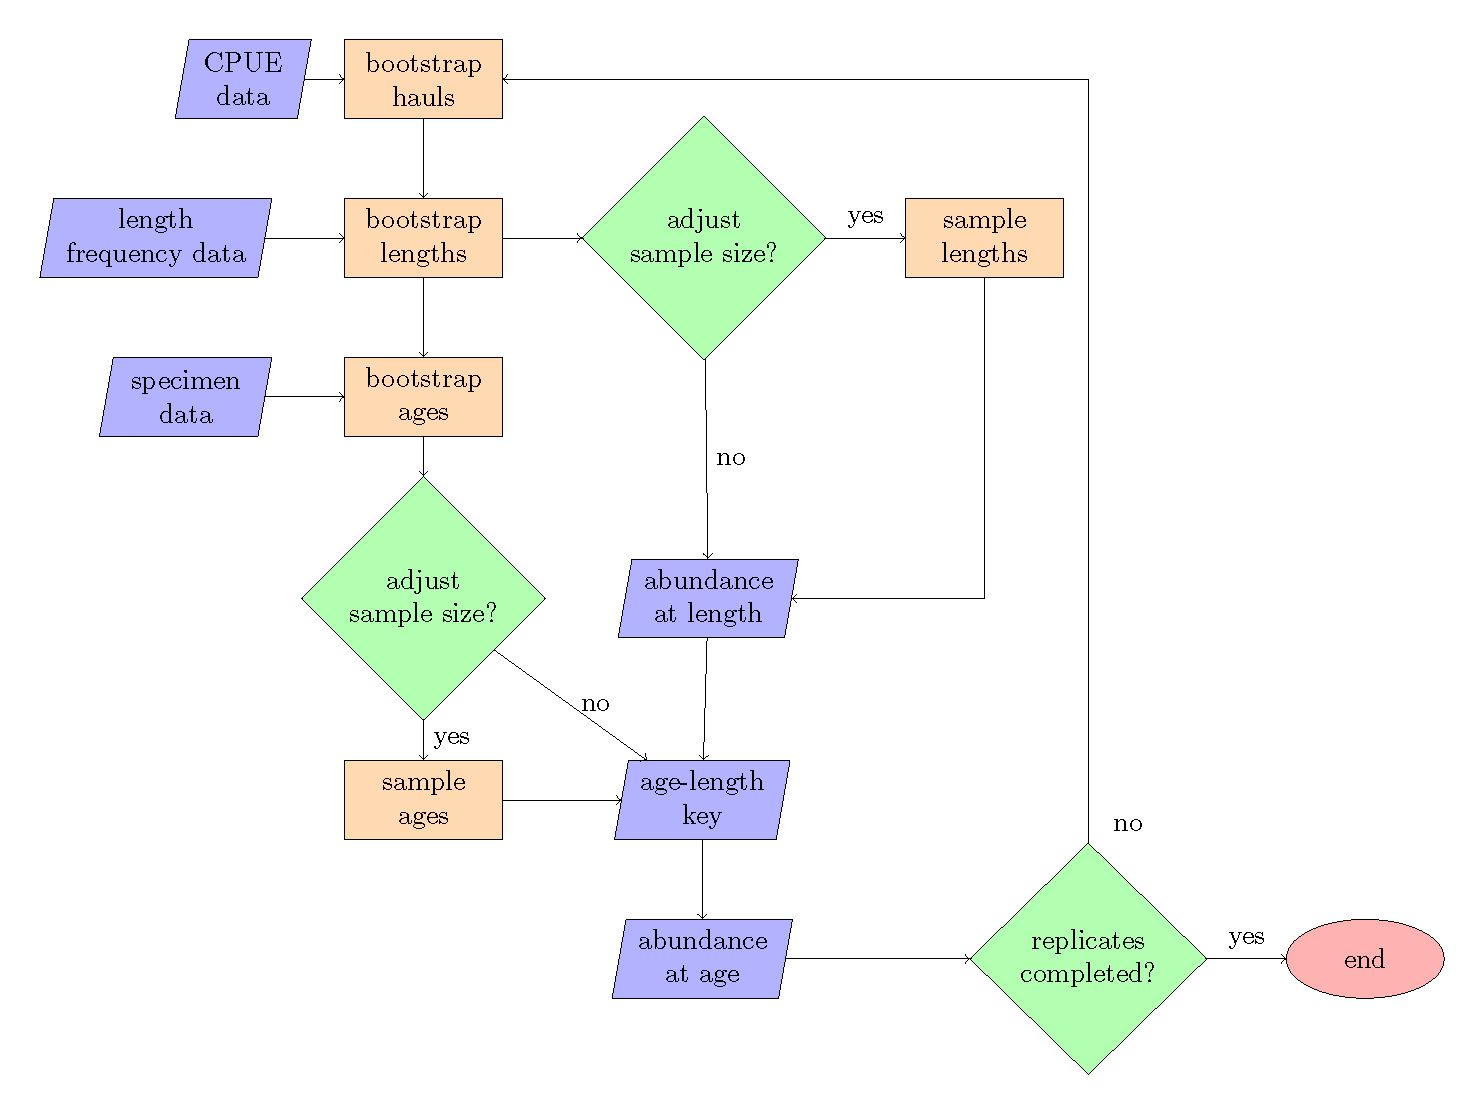 CPUE
data
bootstrap
hauls
length
frequency data
bootstrap
lengths
adjust
sample size?
yes
sample
lengths
specimen
data
bootstrap
ages
no
adjust
sample size?
abundance
at length
no
yes
sample
ages
age-length
key
no
abundance
at age
replicates
completed?
yes
end